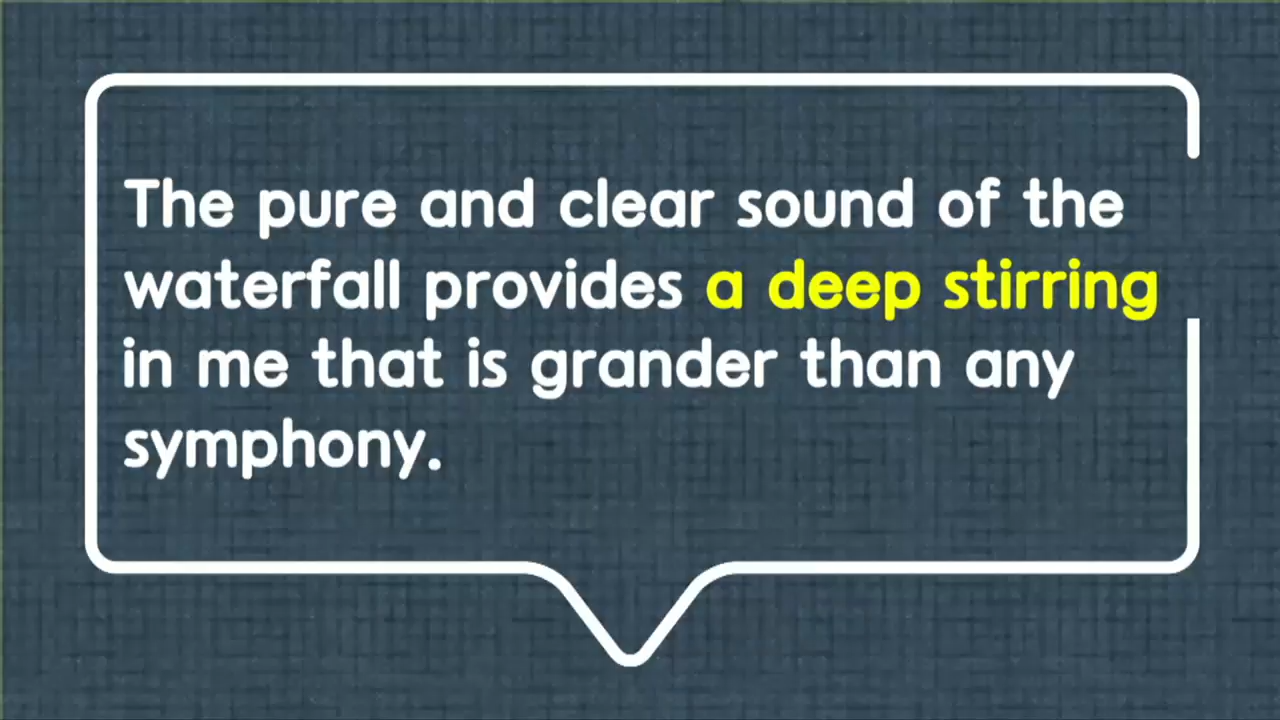 The pure and clear sound of the
waterfall provides a deep stirring
in me that is grander than any
symphony.